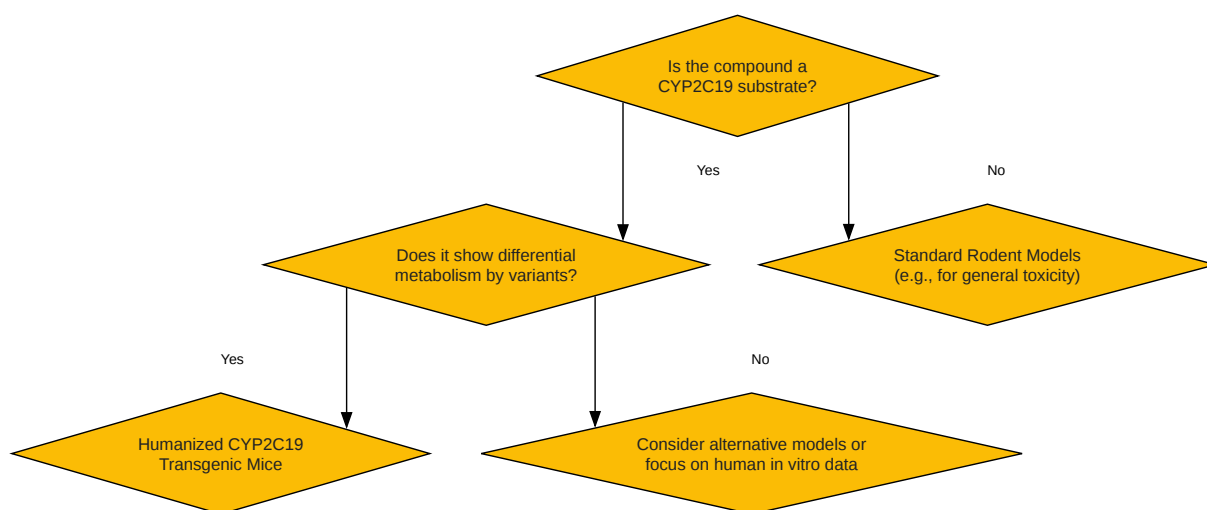 Is the compound a
CYP2C19 substrate?
Yes
No
Does it show differential
metabolism by variants?
Standard Rodent Models
(e.g., for general toxicity)
Yes
No
Humanized CYP2C19
Transgenic Mice
Consider alternative models or
focus on human in vitro data